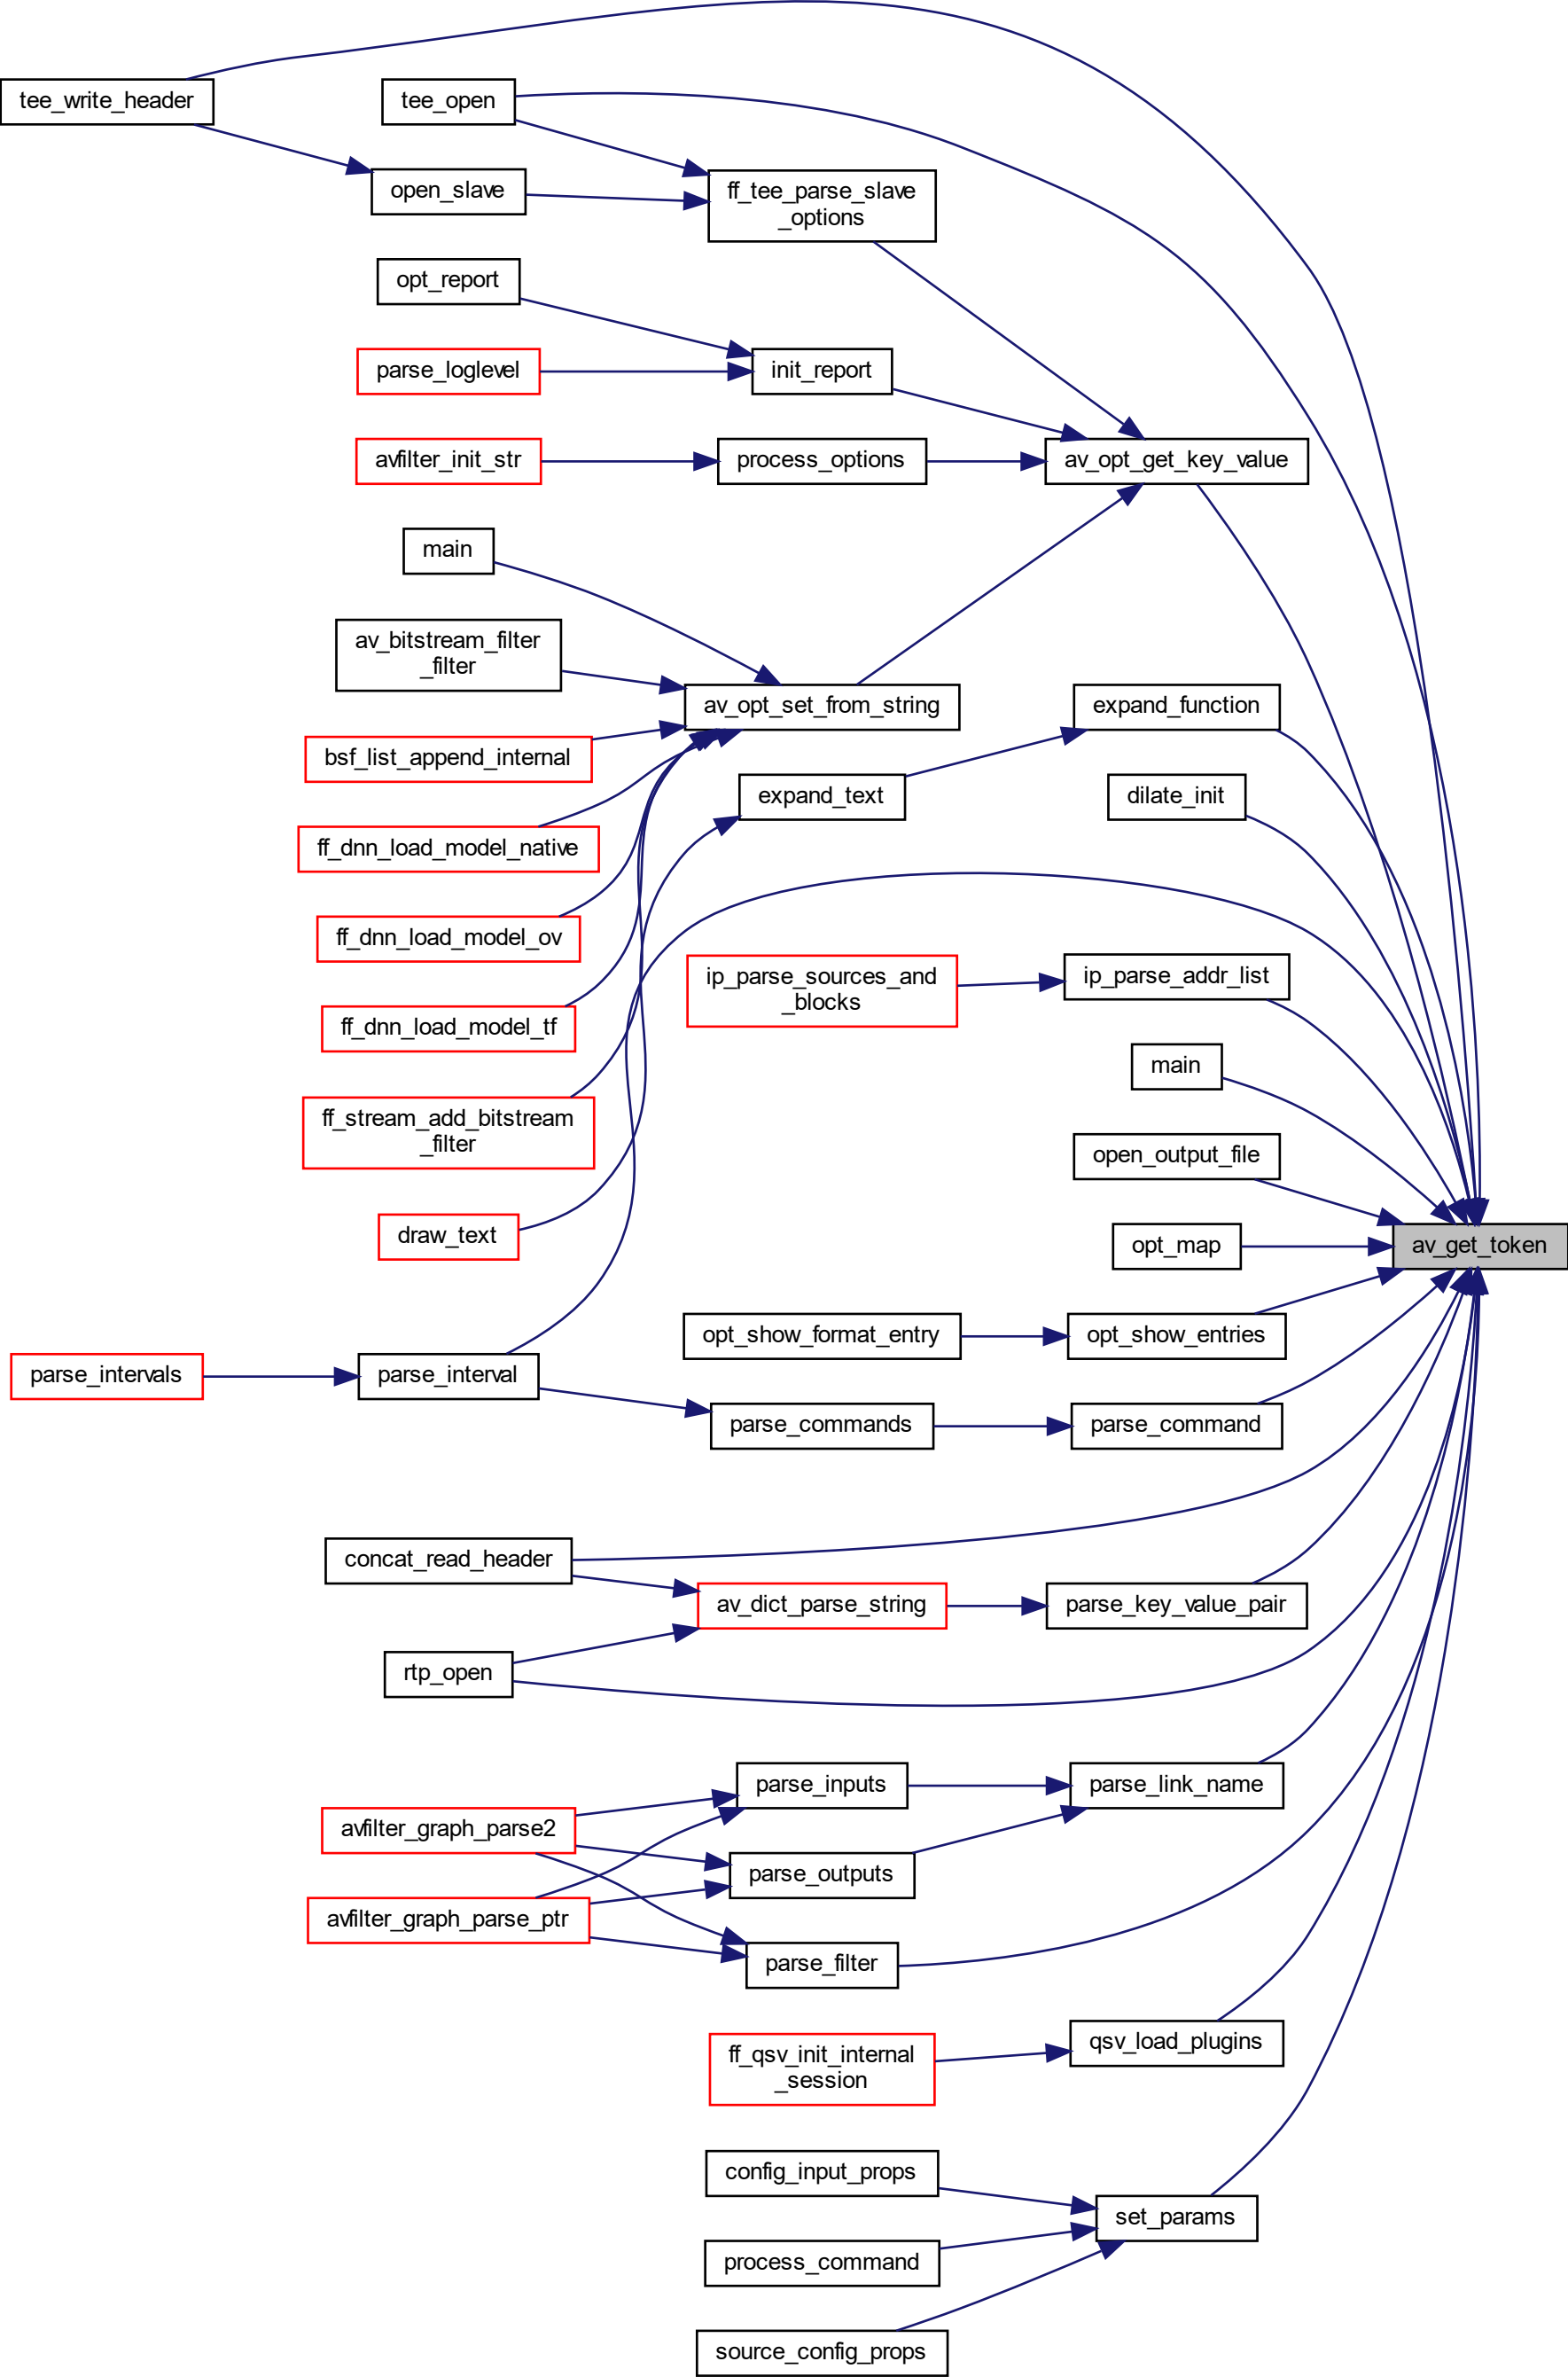 tee_write_header
tee_open
open_slave
ff_tee_parse_slave
_options
opt_report
parse_loglevel
init_report
avfilter_init_str
process_options
av_opt_get_key_value
main
av_bitstream_filter
_filter
av_opt_set_from_string
expand_function
bsf_list_append_internal
expand_text
dilate_init
ff_dnn_load_model_native
ff_dnn_load_model_ov
ip_parse_sources_and
_blocks
ip_parse_addr_list
ff_dnn_load_model_tf
main
ff_stream_add_bitstream
_filter
open_output_file
draw_text
opt_map
av_get_token
opt_show_format_entry
opt_show_entries
parse_intervals
parse_interval
parse_commands
parse_command
concat_read_header
av_dict_parse_string
parse_key_value_pair
rtp_open
parse_inputs
parse_link_name
avfilter_graph_parse2
parse_outputs
avfilter_graph_parse_ptr
parse_filter
ff_qsv_init_internal
_session
qsv_load_plugins
config_input_props
set_params
process_command
source_config_props